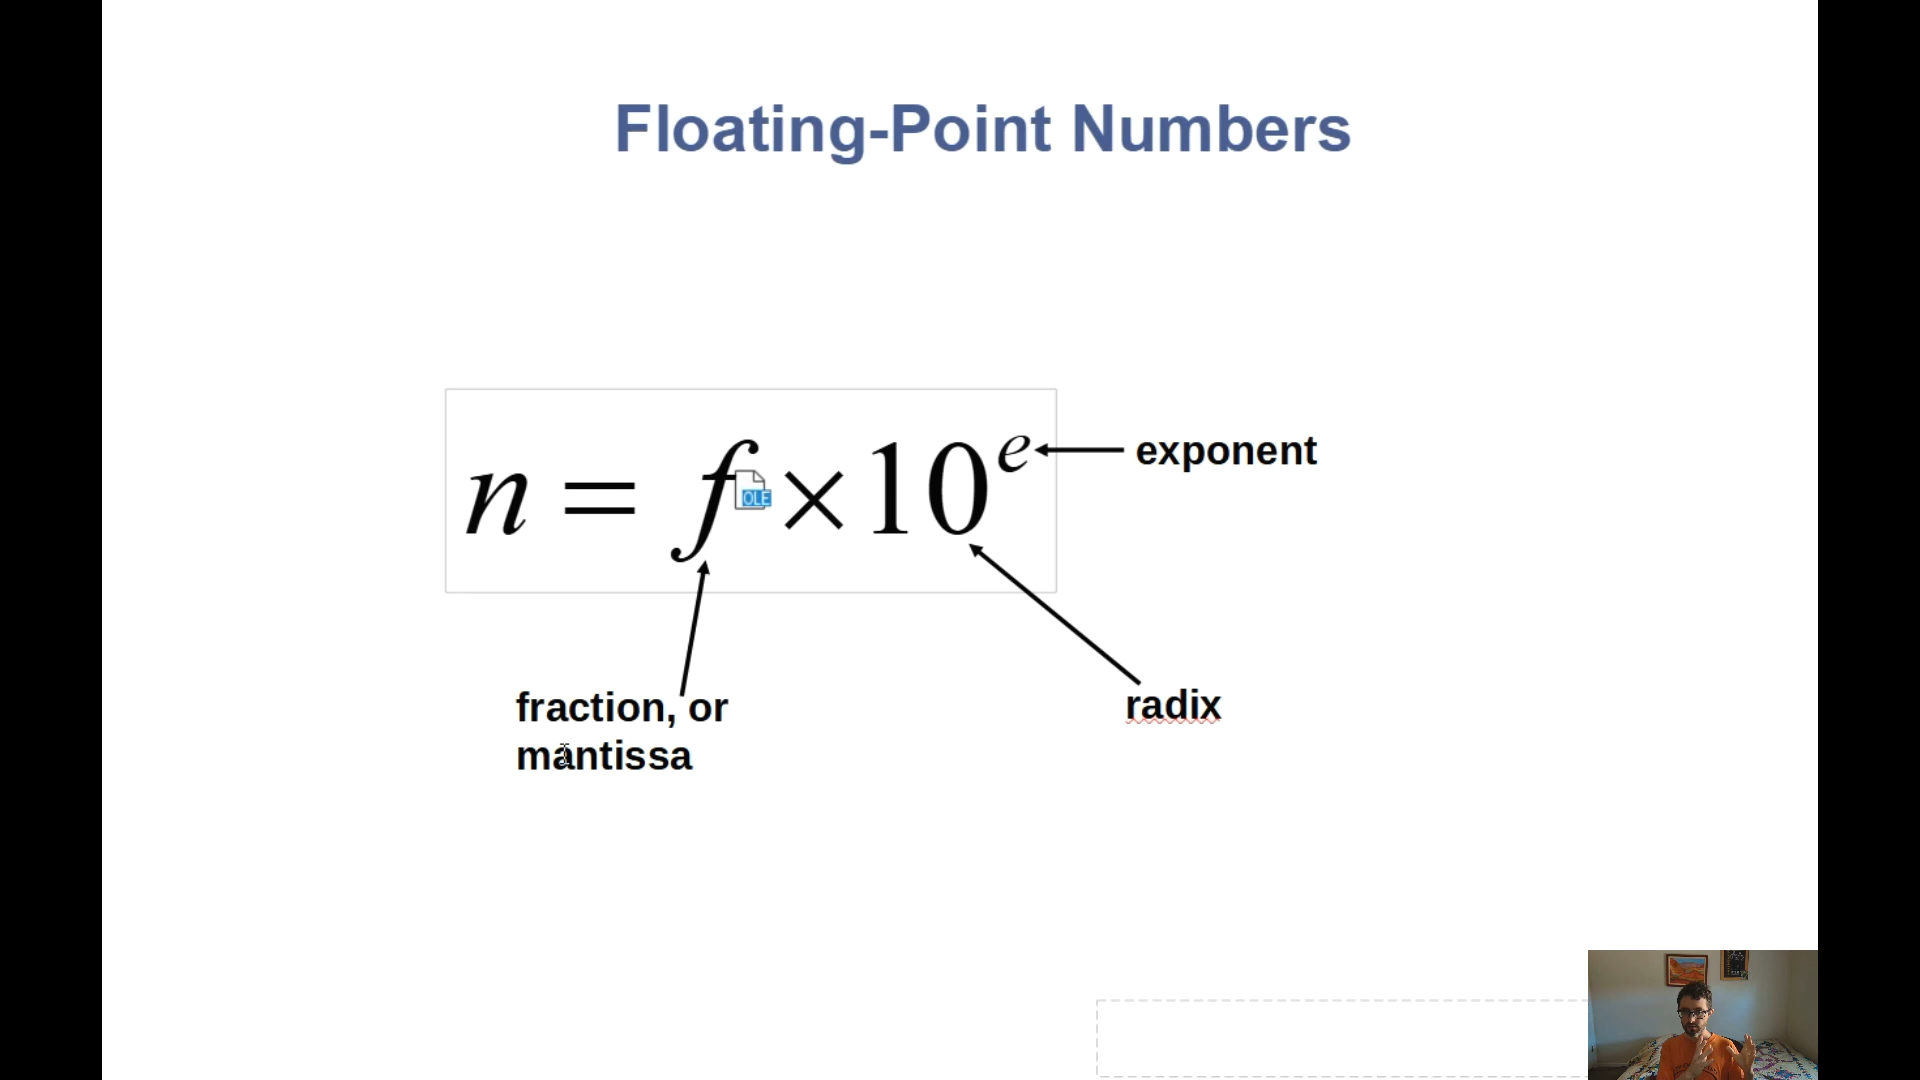 Floating-Point Numbers
n = f × 10^e
OLE
exponent
fraction, or
mantissa
radix